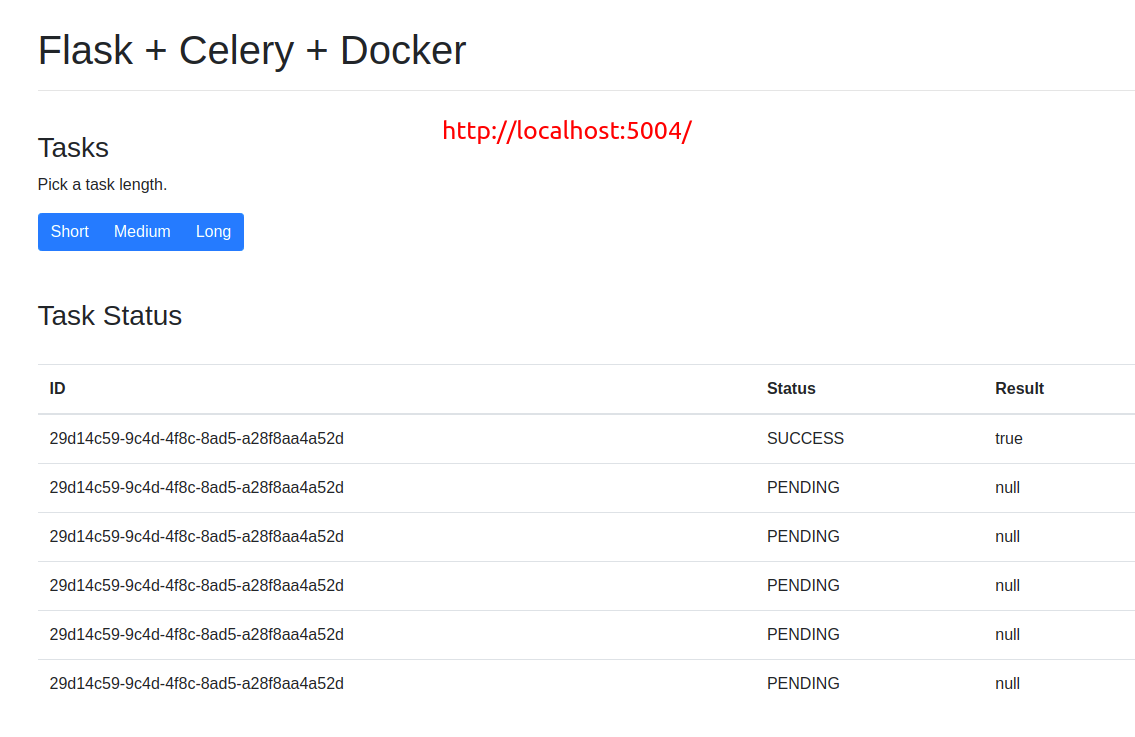 Flask + Celery + Docker
http://localhost:5004/
Tasks
Pick a task length.
Short Medium Long
Task Status
ID Status Result
29d14c59-9c4d-4f8c-8ad5-a28f8aa4a52d SUCCESS true
29d14c59-9c4d-4f8c-8ad5-a28f8aa4a52d PENDING null
29d14c59-9c4d-4f8c-8ad5-a28f8aa4a52d PENDING null
29d14c59-9c4d-4f8c-8ad5-a28f8aa4a52d PENDING null
29d14c59-9c4d-4f8c-8ad5-a28f8aa4a52d PENDING null
29d14c59-9c4d-4f8c-8ad5-a28f8aa4a52d PENDING null